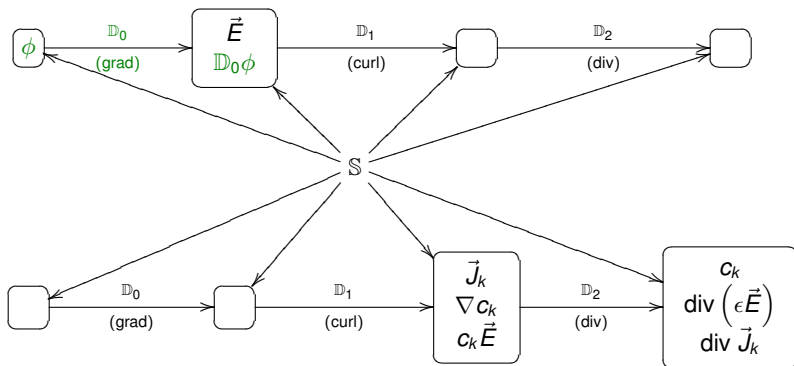 𝔻₀ 𝔻₁ 𝔻₂
ϕ E⃗
𝔻₀ϕ
(grad) (curl) (div)
𝕊
𝔻₀ 𝔻₁ 𝔻₂
(grad) (curl) (div)
J⃗ₖ
∇cₖ
cₖE⃗
cₖ
div (ϵE⃗)
div J⃗ₖ